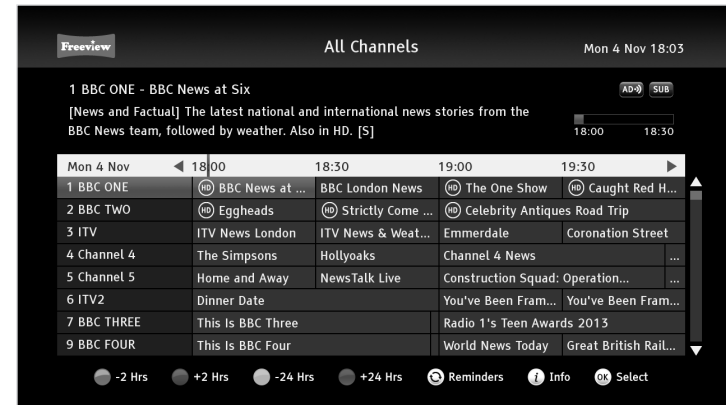 Freeview All Channels Mon 4 Nov 18:03
1 BBC ONE - BBC News at Six AD SUB
[News and Factual] The latest national and international news stories from the
BBC News team, followed by weather. Also in HD. [S] 18:00 18:30
Mon 4 Nov 18:00 18:30 19:00 19:30
1 BBC ONE HD BBC News at ... BBC London News HD The One Show HD Caught Red H...
2 BBC TWO HD Eggheads HD Strictly Come ... HD Celebrity Antiques Road Trip
3 ITV ITV News London ITV News & Weat... Emmerdale Coronation Street
4 Channel 4 The Simpsons Hollyoaks Channel 4 News ...
5 Channel 5 Home and Away NewsTalk Live Construction Squad: Operation... ...
6 ITV2 Dinner Date You've Been Fram... You've Been Fram...
7 BBC THREE This Is BBC Three Radio 1's Teen Awards 2013
9 BBC FOUR This Is BBC Four World News Today Great British Rail...
-2 Hrs +2 Hrs -24 Hrs +24 Hrs Reminders i Info OK Select